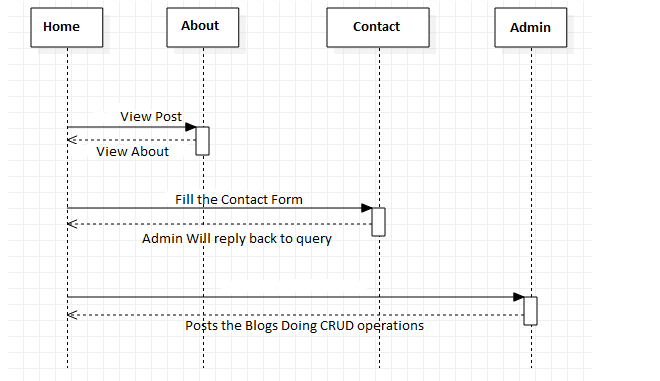 Home
About
Contact
Admin
View Post
View About
Fill the Contact Form
Admin Will reply back to query
Posts the Blogs Doing CRUD operations